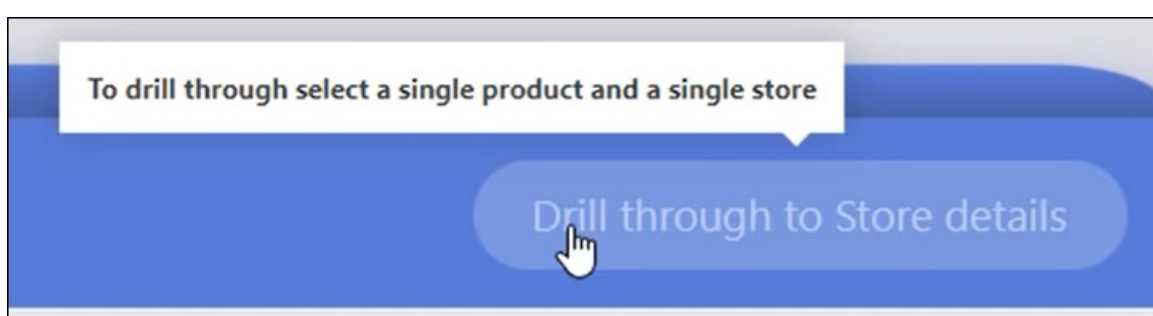 To drill through select a single product and a single store
Drill through to Store details